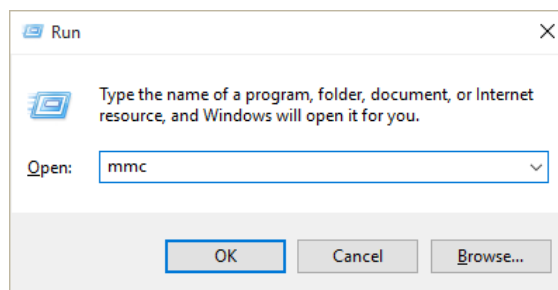 Run
Type the name of a program, folder, document, or Internet
resource, and Windows will open it for you.
Open: mmc
OK Cancel Browse...